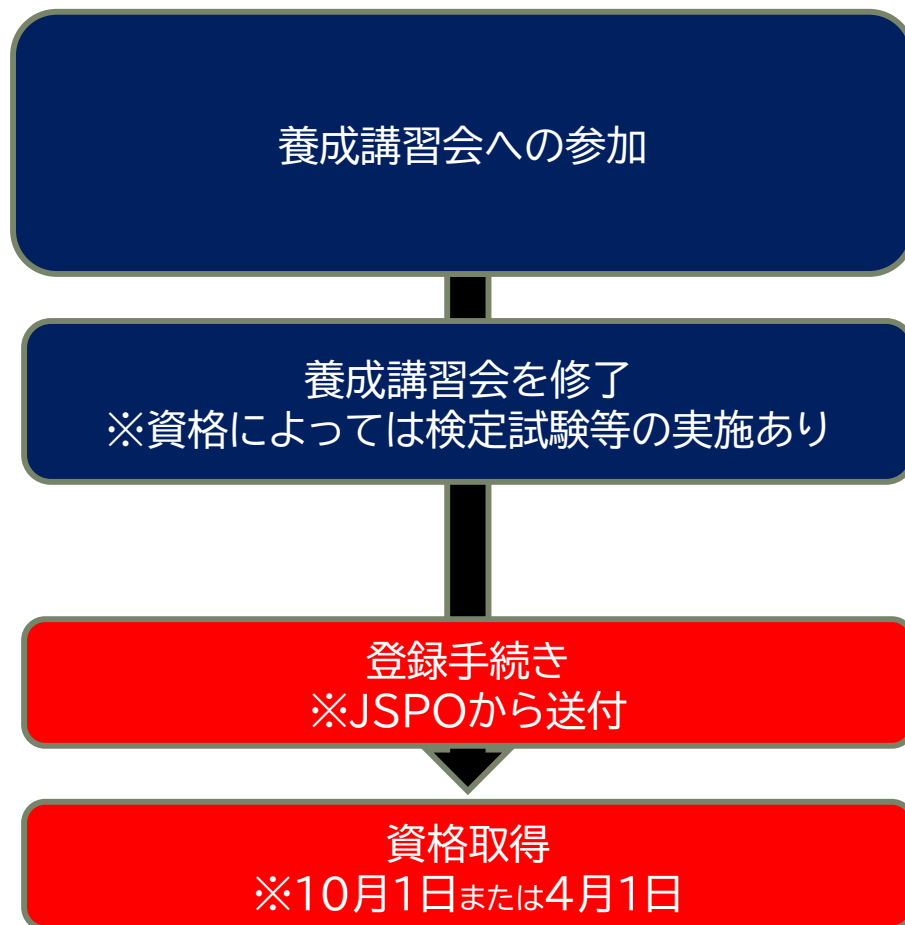 養成講習会への参加
養成講習会を修了
※資格によっては検定試験等の実施あり
登録手続き
※JSPOから送付
資格取得
※10月1日または4月1日